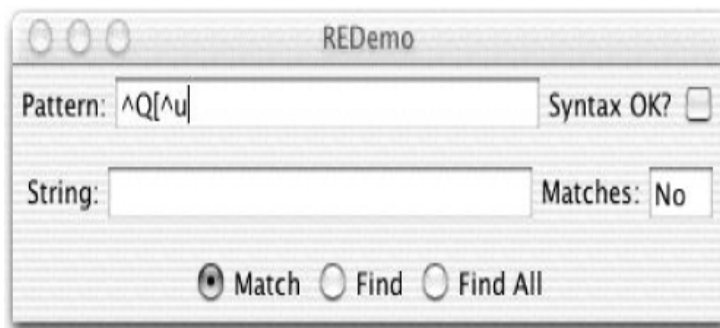 REDemo
Pattern: ^Q[^u Syntax OK?
String: Matches: No
Match Find Find All